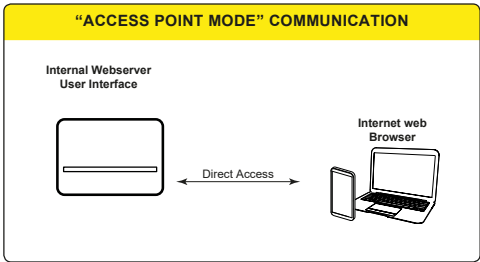 “ACCESS POINT MODE” COMMUNICATION
Internal Webserver
User Interface
Internet web
Browser
Direct Access